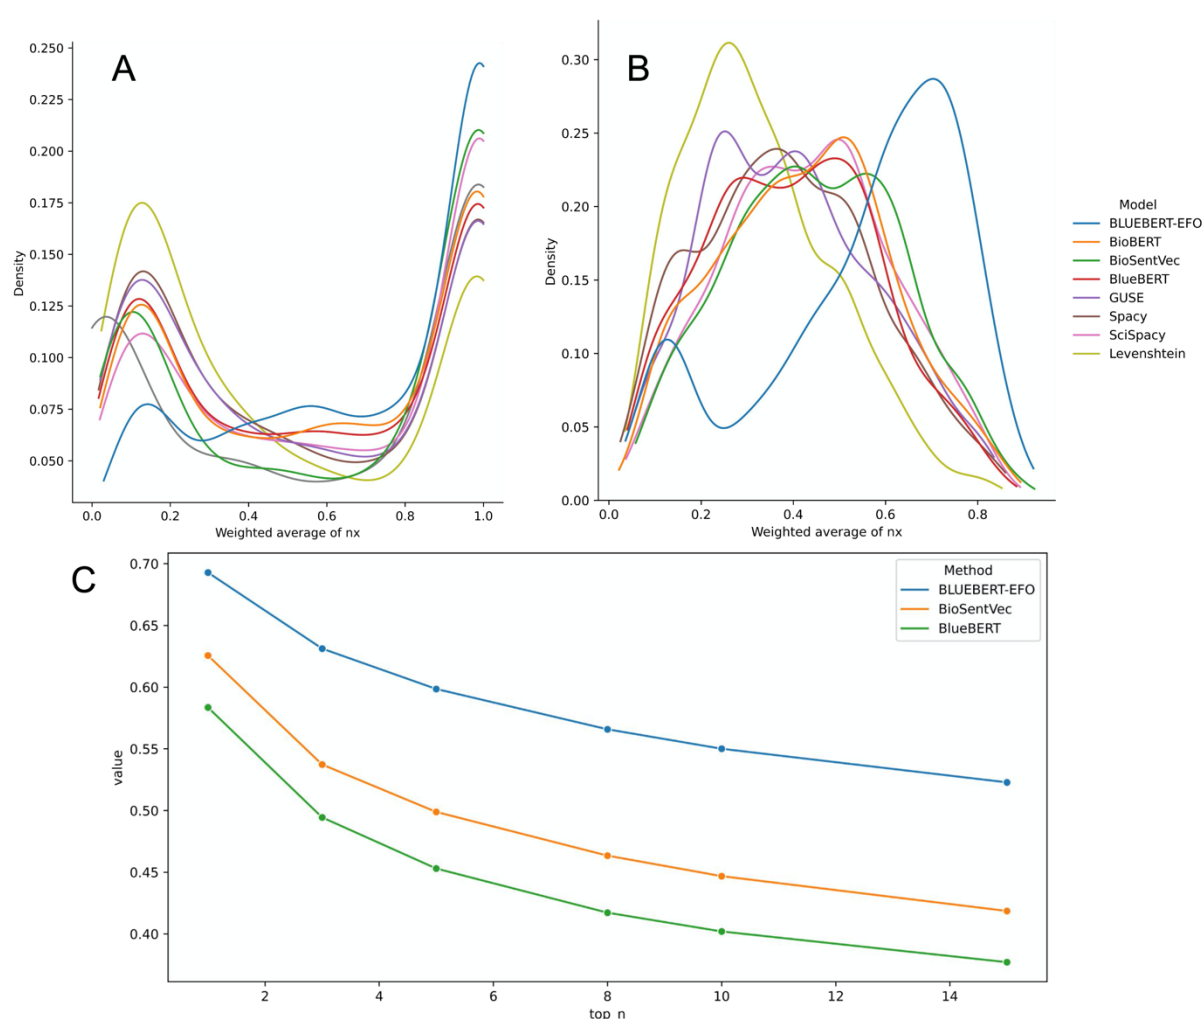 A
0.250
0.225
0.200
0.175
0.150
0.125
0.100
0.075
0.050
Density
0.0 0.2 0.4 0.6 0.8 1.0
Weighted average of nx
B
0.30
0.25
0.20
0.15
0.10
0.05
0.00
Density
0.0 0.2 0.4 0.6 0.8
Weighted average of nx
Model
BLUEBERT-EFO
BioBERT
BioSentVec
BlueBERT
GUSE
Spacy
SciSpacy
Levenshtein
C
0.70
0.65
0.60
0.55
0.50
0.45
0.40
value
2 4 6 8 10 12 14
top_n
Method
BLUEBERT-EFO
BioSentVec
BlueBERT